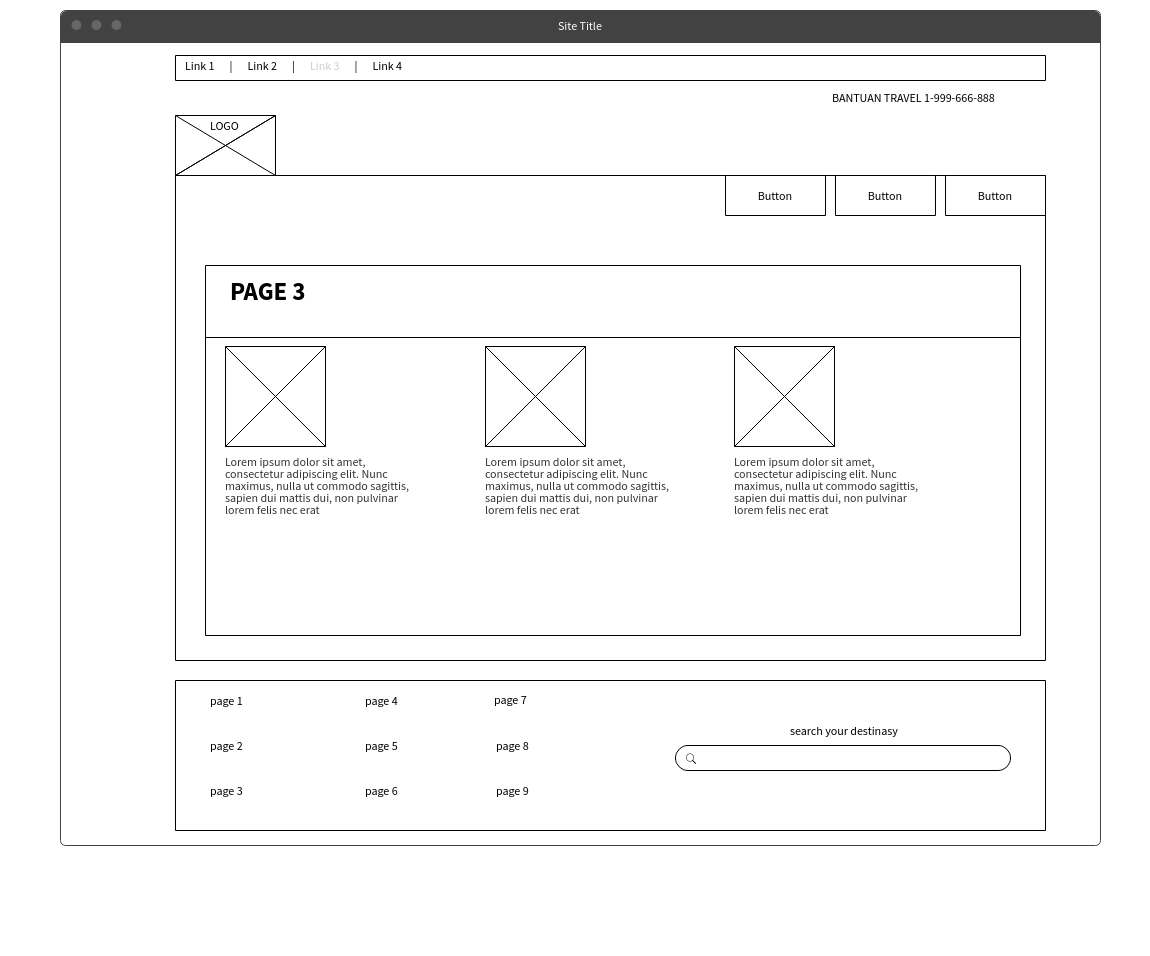 Site Title
Link 1 | Link 2 | Link 3 | Link 4
BANTUAN TRAVEL 1-999-666-888
LOGO
Button Button Button
PAGE 3
Lorem ipsum dolor sit amet,
consectetur adipiscing elit. Nunc
maximus, nulla ut commodo sagittis,
sapien dui mattis dui, non pulvinar
lorem felis nec erat
Lorem ipsum dolor sit amet,
consectetur adipiscing elit. Nunc
maximus, nulla ut commodo sagittis,
sapien dui mattis dui, non pulvinar
lorem felis nec erat
Lorem ipsum dolor sit amet,
consectetur adipiscing elit. Nunc
maximus, nulla ut commodo sagittis,
sapien dui mattis dui, non pulvinar
lorem felis nec erat
page 1 page 4 page 7
page 2 page 5 page 8
page 3 page 6 page 9
search your destinasy